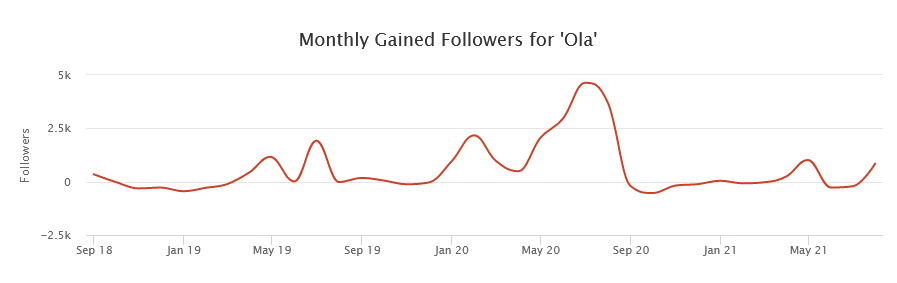 Monthly Gained Followers for 'Ola'
5k
2.5k
0
−2.5k
Followers
Sep 18 Jan 19 May 19 Sep 19 Jan 20 May 20 Sep 20 Jan 21 May 21